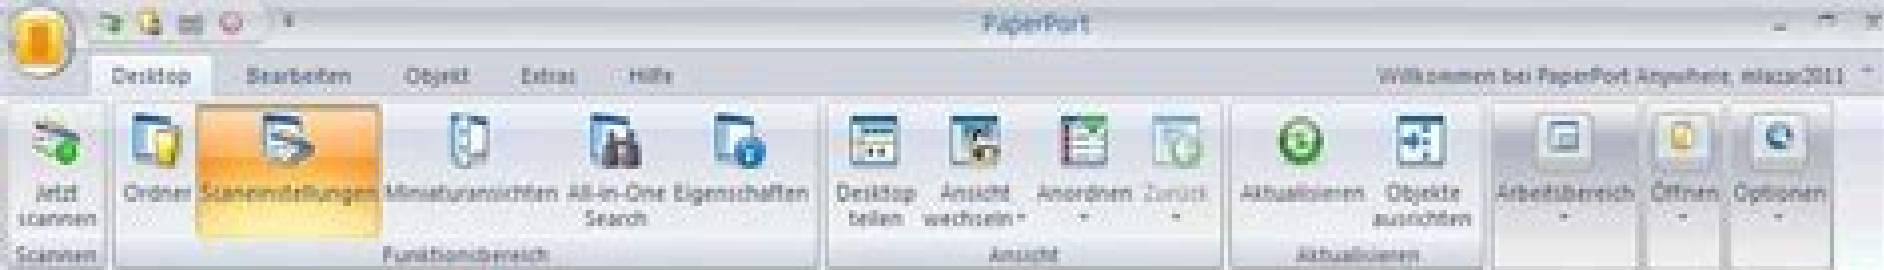 PaperPort
Desktop Bearbeiten Objekt Extras Hilfe Willkommen bei PaperPort Anywhere, mlazar2011
Jetzt scannen
Scannen
Ordner Scaneinstellungen Miniaturansichten All-in-One Search Eigenschaften
Funktionsbereich
Desktop teilen Ansicht wechseln Anordnen Zurück
Ansicht
Aktualisieren Objekte ausrichten
Aktualisieren
Arbeitsbereich Öffnen Optionen